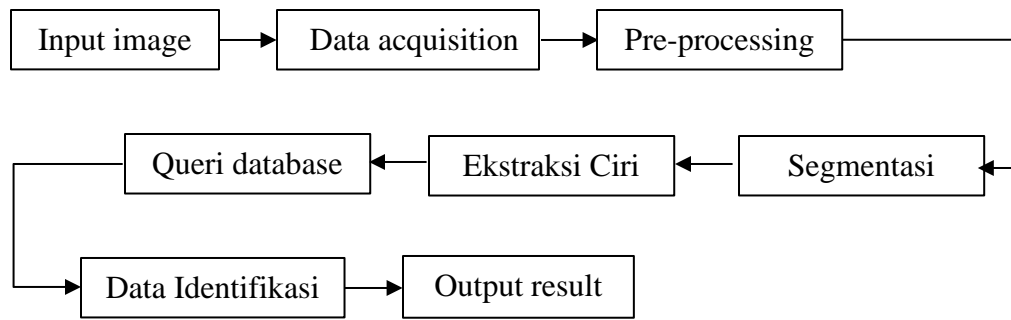 Input image
Data acquisition
Pre-processing
Segmentasi
Ekstraksi Ciri
Queri database
Data Identifikasi
Output result